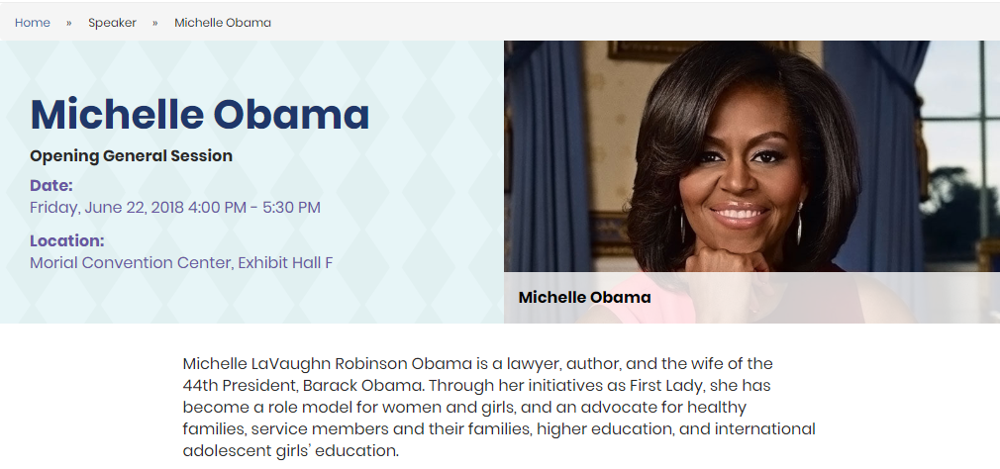 Home » Speaker » Michelle Obama
Michelle Obama
Opening General Session
Date:
Friday, June 22, 2018 4:00 PM - 5:30 PM
Location:
Morial Convention Center, Exhibit Hall F
Michelle Obama
Michelle LaVaughn Robinson Obama is a lawyer, author, and the wife of the
44th President, Barack Obama. Through her initiatives as First Lady, she has
become a role model for women and girls, and an advocate for healthy
families, service members and their families, higher education, and international
adolescent girls' education.